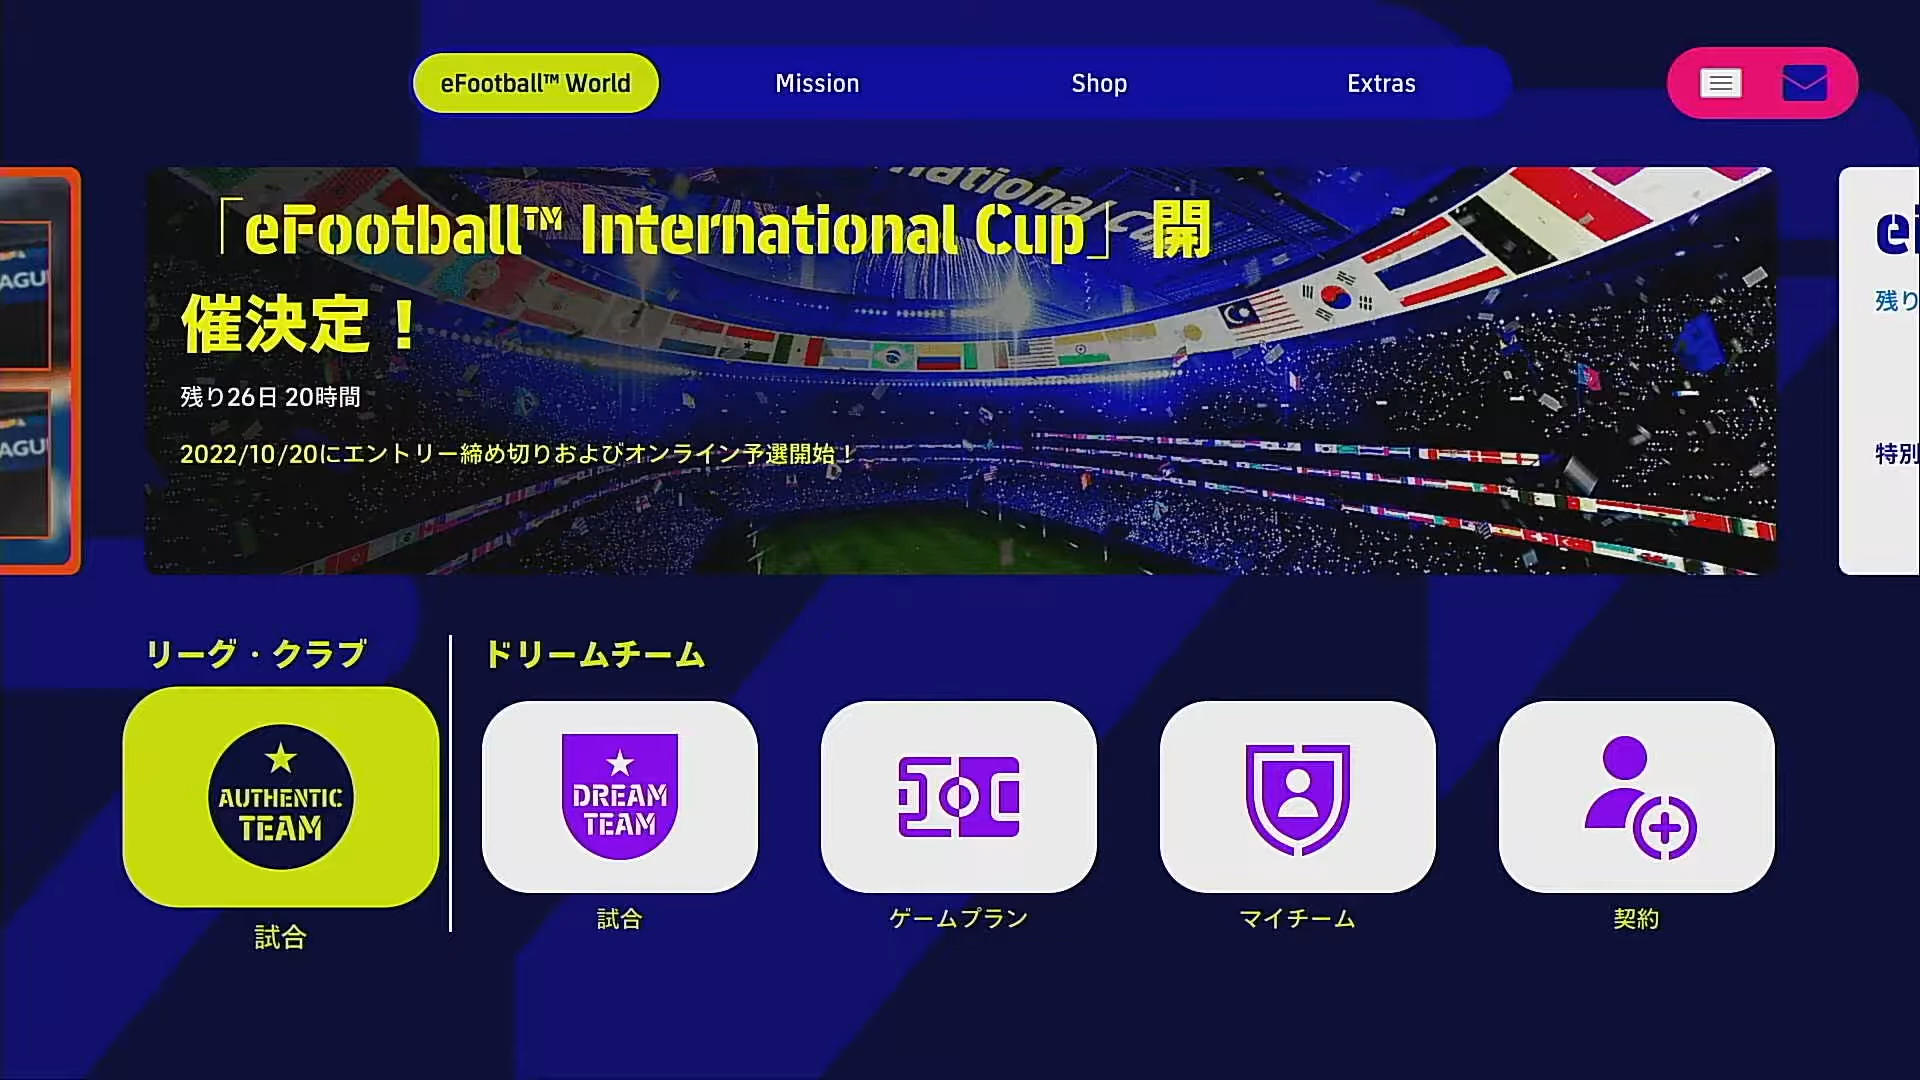 eFootball™ World
Mission
Shop
Extras
national Cup
「eFootball™ International Cup」開
催決定！
残り26日 20時間
2022/10/20にエントリー締め切りおよびオンライン予選開始！
AGU
AGU
残り
特別
リーグ・クラブ
ドリームチーム
AUTHENTIC
TEAM
DREAM
TEAM
試合
試合
ゲームプラン
マイチーム
契約